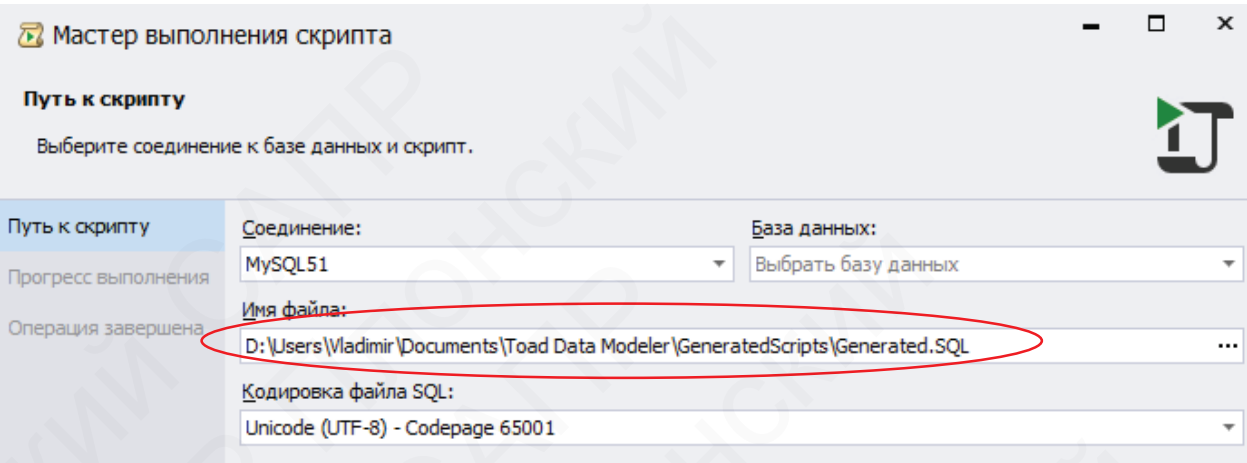 Мастер выполнения скрипта
Путь к скрипту
Выберите соединение к базе данных и скрипт.
Путь к скрипту
Прогресс выполнения
Операция завершена
Соединение:
База данных:
MySQL51
Выбрать базу данных
Имя файла:
D:\Users\Vladimir\Documents\Toad Data Modeler\GeneratedScripts\Generated.SQL
...
Кодировка файла SQL:
Unicode (UTF-8) - Codepage 65001